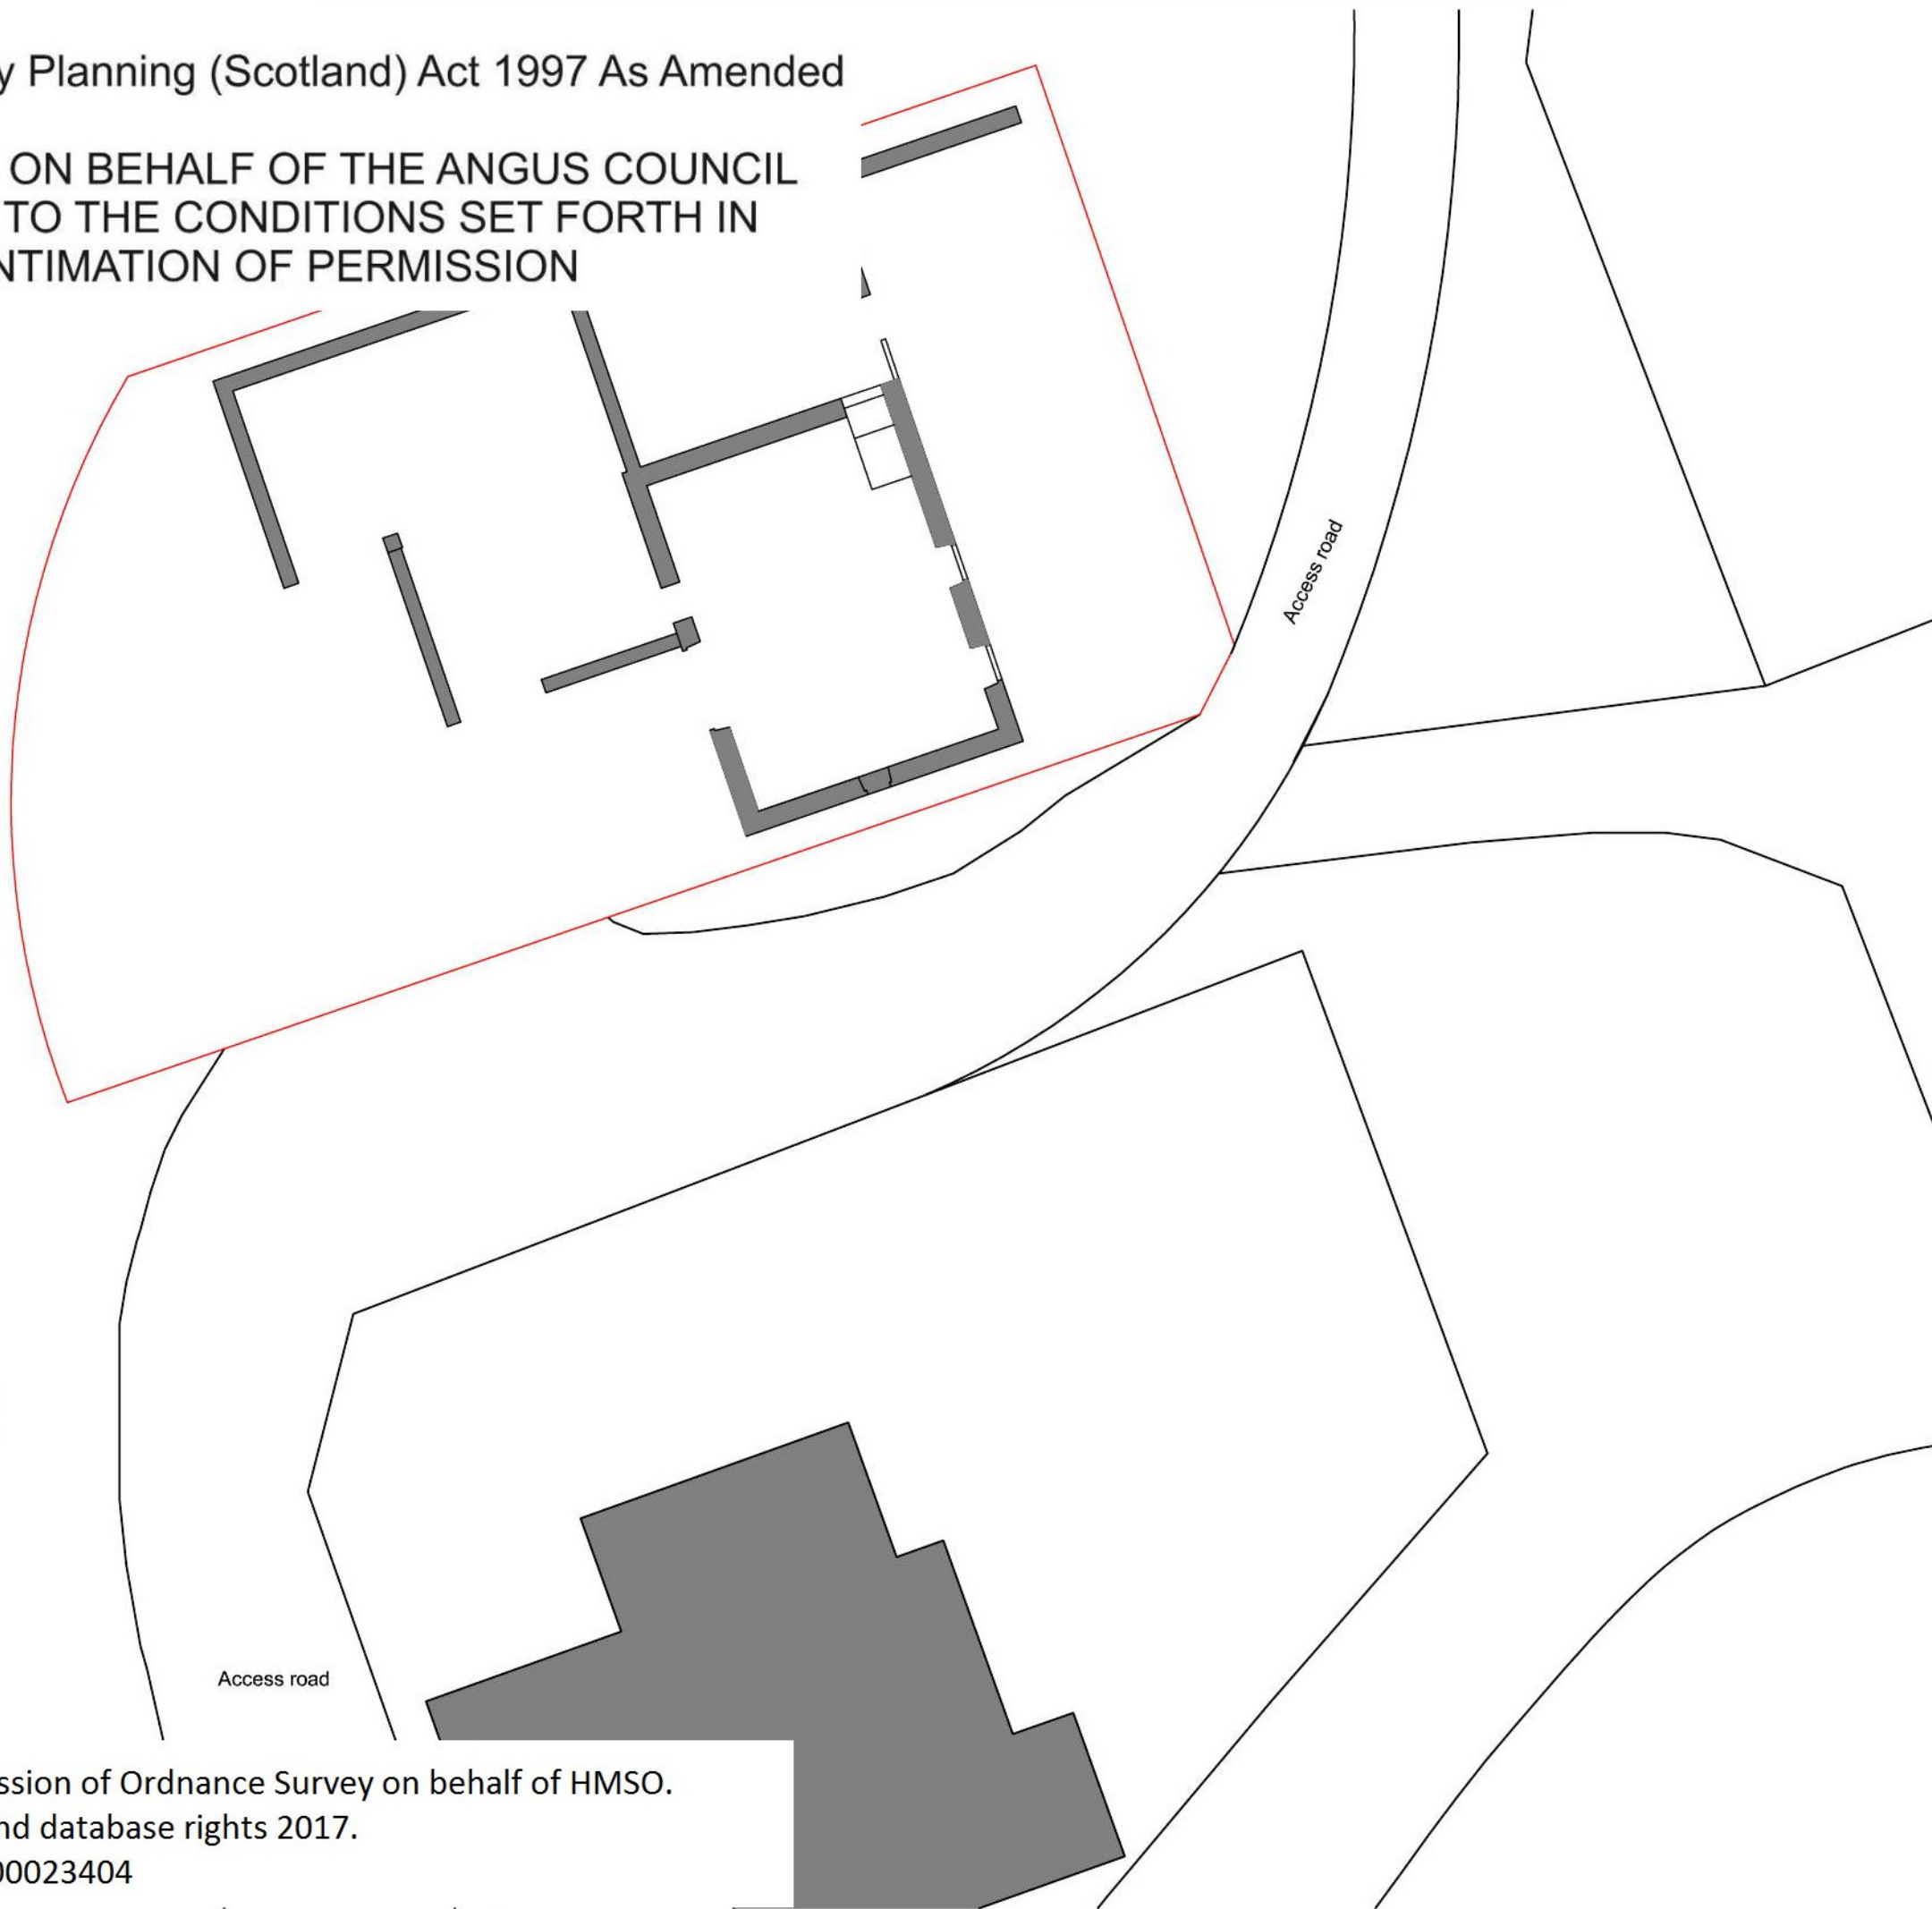 Planning (Scotland) Act 1997 As Amended
ON BEHALF OF THE ANGUS COUNCIL
TO THE CONDITIONS SET FORTH IN
NTIMATION OF PERMISSION
Access road
Access road
ssion of Ordnance Survey on behalf of HMSO.
nd database rights 2017.
00023404